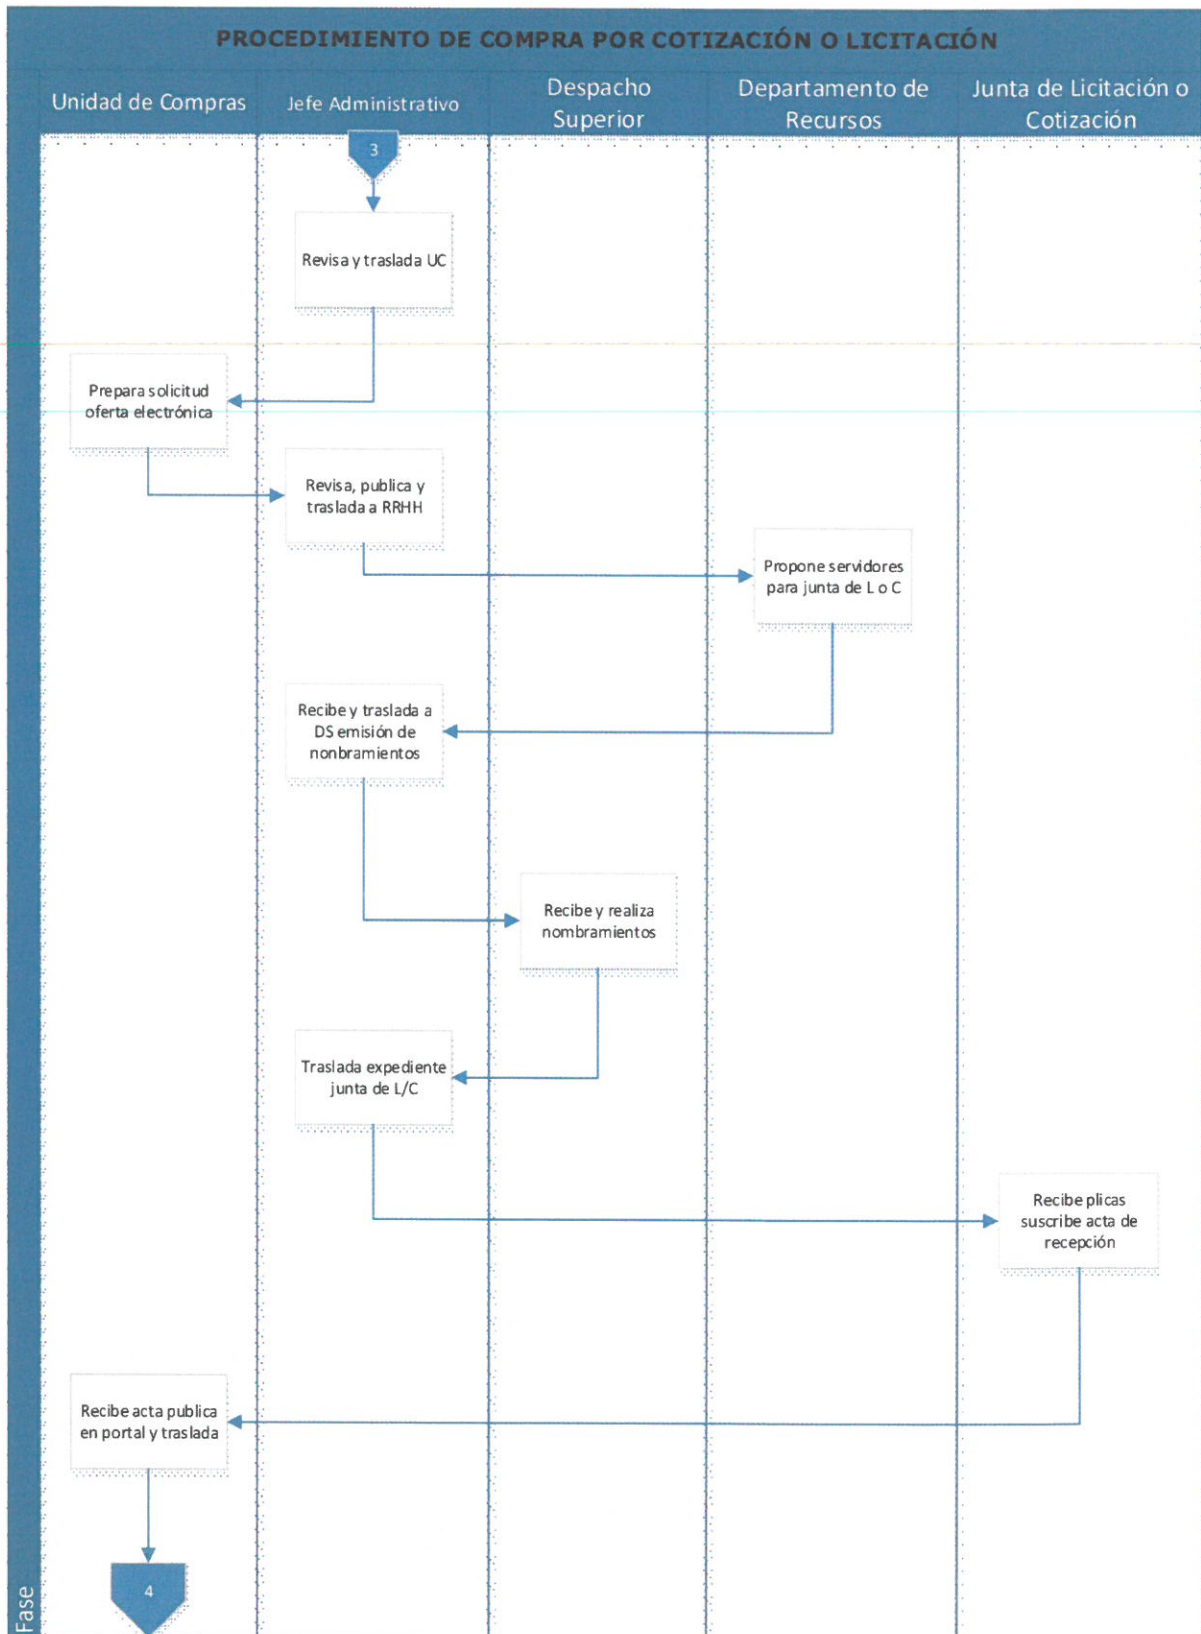 PROCEDIMIENTO DE COMPRA POR COTIZACIÓN O LICITACIÓN
Unidad de Compras
Jefe Administrativo
Despacho
Superior
Departamento de
Recursos
Junta de Licitación o
Cotización
3
Revisa y traslada UC
Prepara solicitud
oferta electrónica
Revisa, publica y
traslada a RRHH
Propone servidores
para junta de L o C
Recibe y traslada a
DS emisión de
nonbramientos
Recibe y realiza
nombramientos
Traslada expediente
junta de L/C
Recibe plicas
suscribe acta de
recepción
Recibe acta publica
en portal y traslada
4
Fase